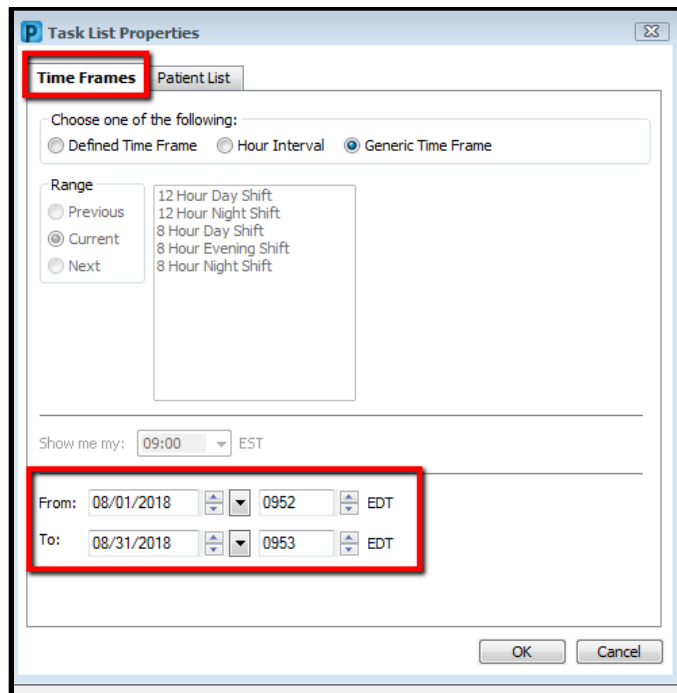 P Task List Properties
Time Frames Patient List
Choose one of the following:
Defined Time Frame Hour Interval Generic Time Frame
Range
Previous
Current
Next
12 Hour Day Shift
12 Hour Night Shift
8 Hour Day Shift
8 Hour Evening Shift
8 Hour Night Shift
Show me my: 09:00 EST
From: 08/01/2018 0952 EDT
To: 08/31/2018 0953 EDT
OK Cancel